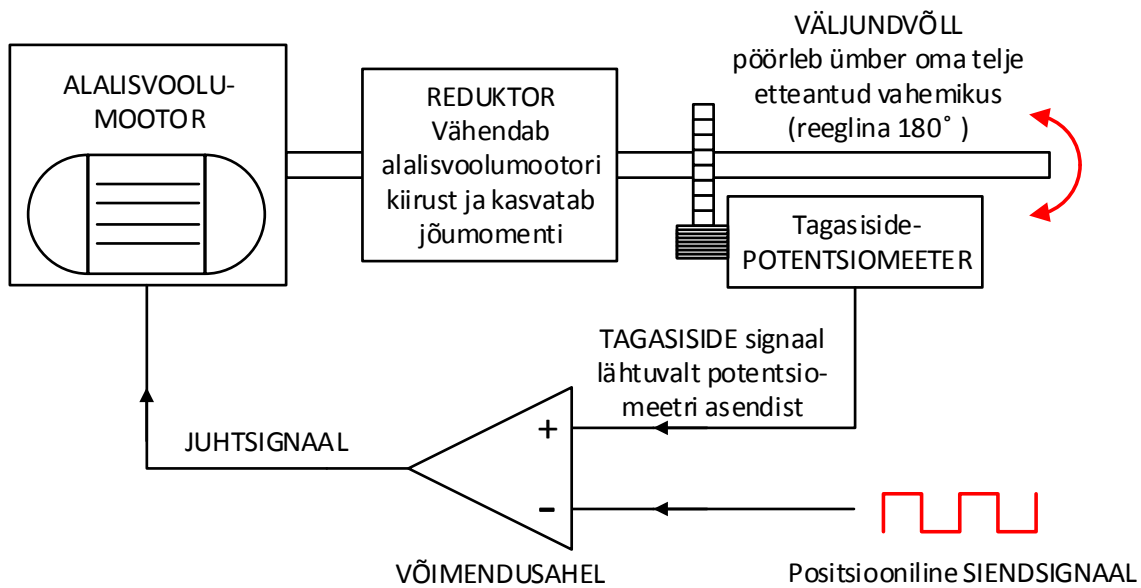 ALALISVOOLU-
MOOTOR
REDUKTOR
Vähendab
alalisvoolumootori
kiirust ja kasvatab
jõumomenti
VÄLJUNDVÕLL
pöörleb ümber oma telje
etteantud vahemikus
(reeglina 180˚ )
Tagasiside-
POTENTSIOMEETER
TAGASISIDE signaal
lähtuvalt potentsio-
meetri asendist
JUHTSIGNAAL
+
-
VÕIMENDUSAHEL
Positsiooniline SIENDSIGNAAL